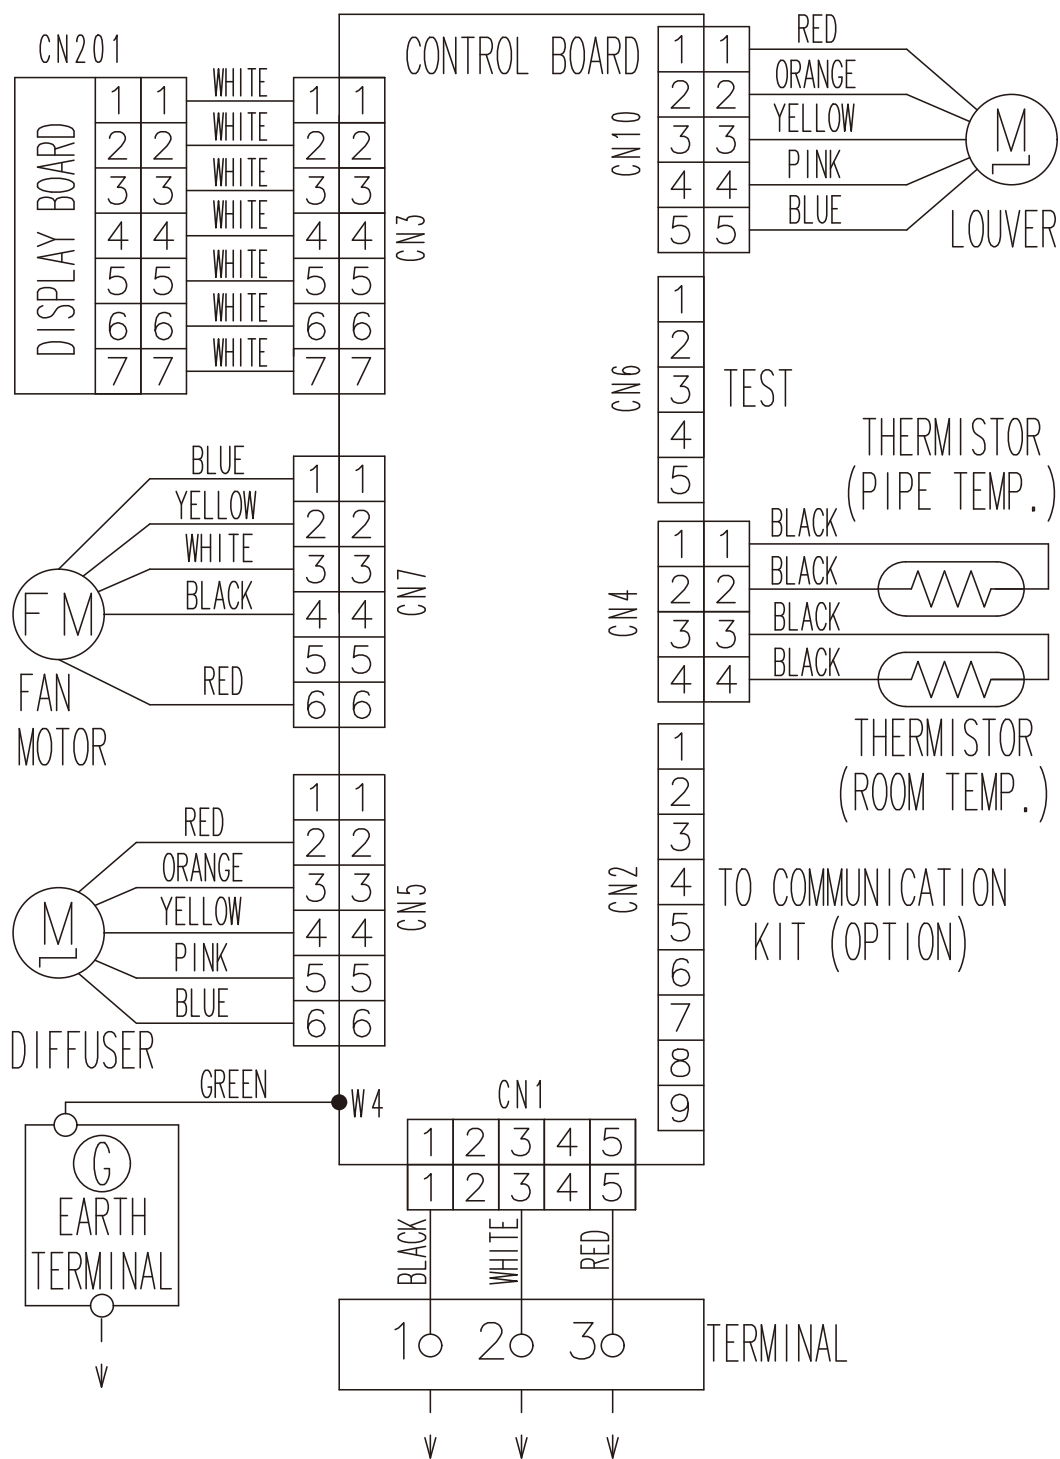 CN201
DISPLAY BOARD
1 1 WHITE 1 1
2 2 WHITE 2 2
3 3 WHITE 3 3
4 4 WHITE 4 4
5 5 WHITE 5 5
6 6 WHITE 6 6
7 7 WHITE 7 7
CN3
CONTROL BOARD
CN10
1 1 RED
2 2 ORANGE
3 3 YELLOW
4 4 PINK
5 5 BLUE
M
LOUVER
CN6
1
2
3
4
5
TEST
THERMISTOR
(PIPE TEMP.)
CN4
1 1 BLACK
2 2 BLACK
3 3 BLACK
4 4 BLACK
THERMISTOR
(ROOM TEMP.)
BLUE 1 1
YELLOW 2 2
WHITE 3 3
BLACK 4 4
5 5
RED 6 6
CN7
FM
FAN
MOTOR
1 1
RED 2 2
ORANGE 3 3
YELLOW 4 4
PINK 5 5
BLUE 6 6
CN5
M
DIFFUSER
CN2
1
2
3
4
5
6
7
8
9
TO COMMUNICATION
KIT (OPTION)
GREEN
W4
G
EARTH
TERMINAL
CN1
1 2 3 4 5
1 2 3 4 5
BLACK
WHITE
RED
1 2 3
TERMINAL